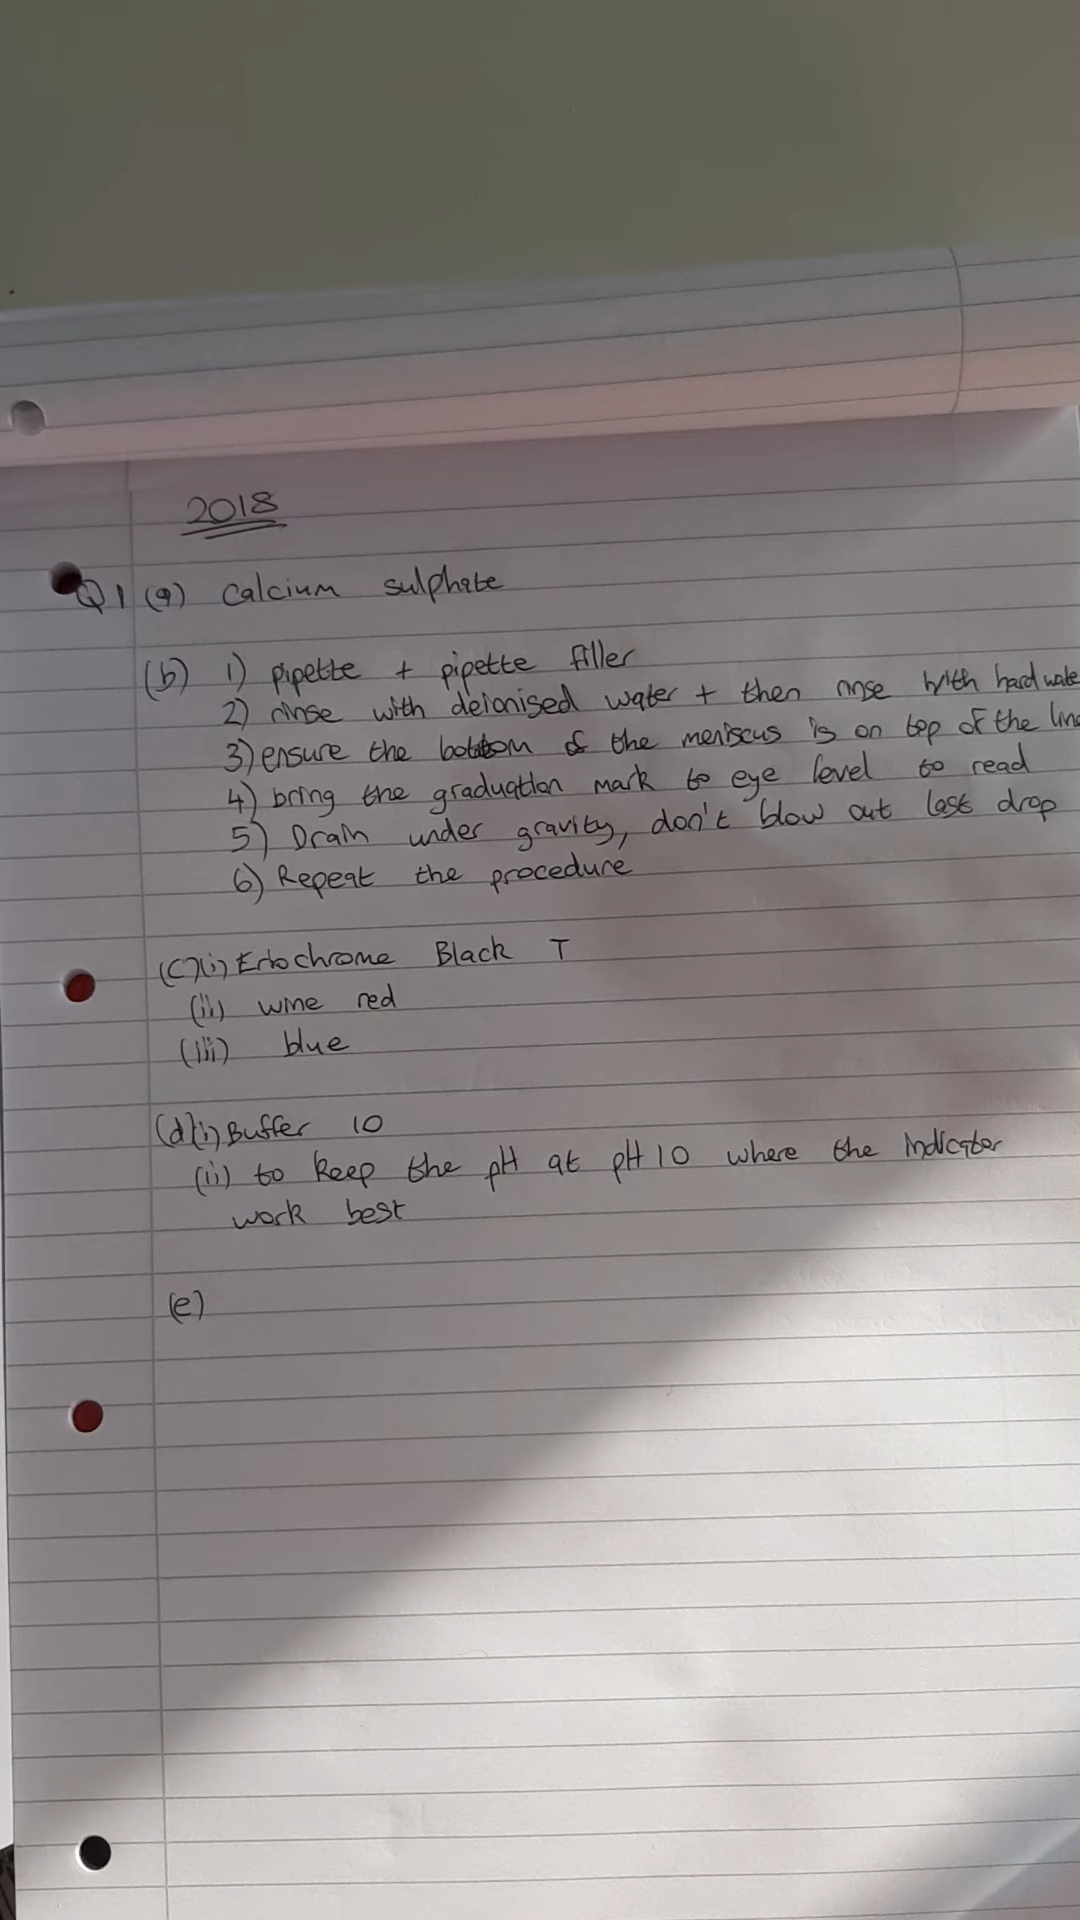 2018
Q1 (a) Calcium sulphate
(b) 1) pipette + pipette filler
2) rinse with deionised water + then rinse with hard wate
3) ensure the bottom of the meniscus is on top of the line
4) bring the graduation mark to eye level to read
5) Drain under gravity, don't blow out last drop
6) Repeat the procedure
(c)(i) Eriochrome Black T
(ii) wine red
(iii) blue
(d)(i) Buffer 10
(ii) to keep the pH at pH 10 where the indicator
work best
(e)